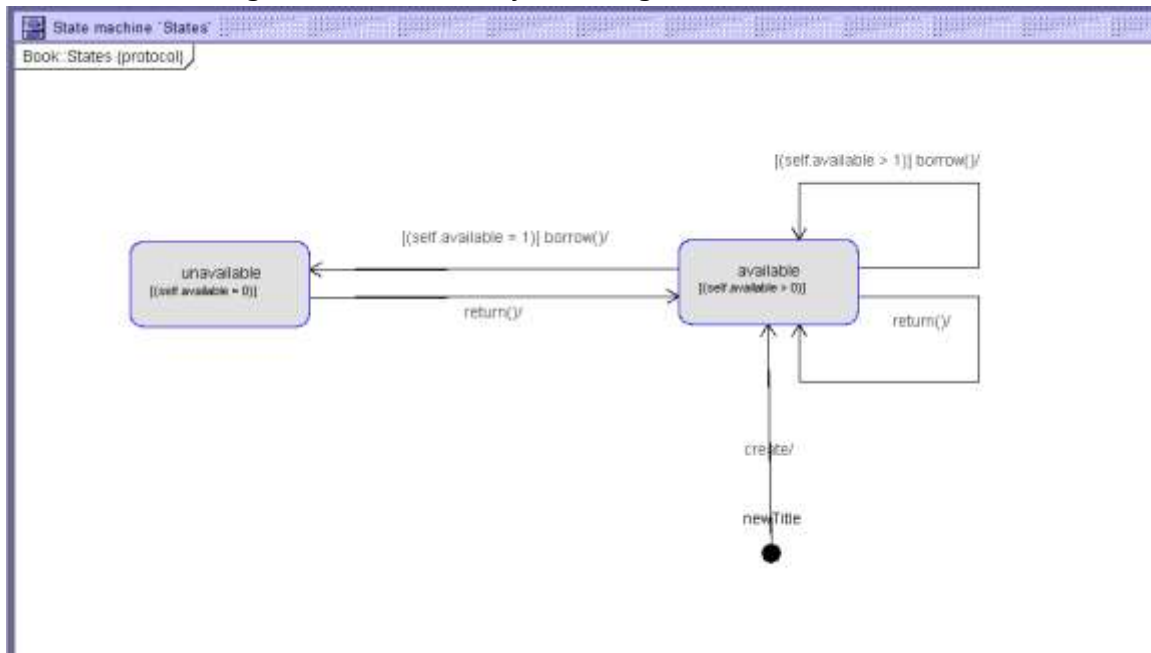 State machine 'States'
Book::States {protocol}
[(self.available > 1)] borrow()/
[(self.available = 1)] borrow()/
unavailable
[(self.available = 0)]
available
[(self.available > 0)]
return()/
return()/
create/
newTitle